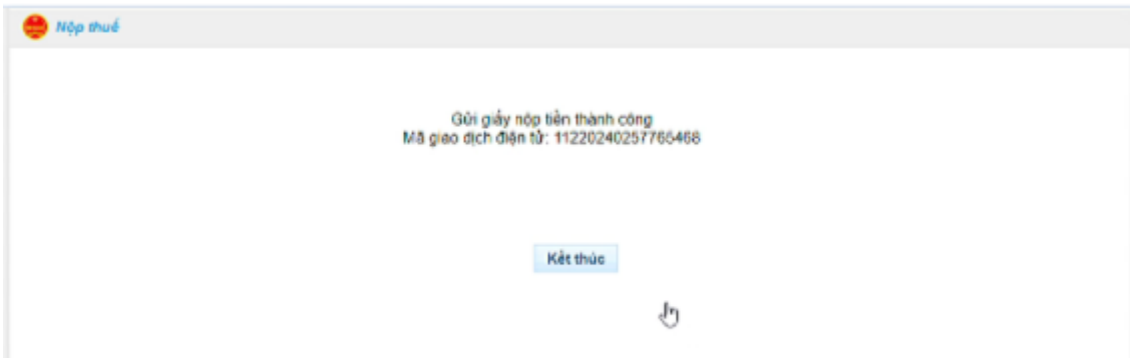 Nộp thuế
Gửi giấy nộp tiền thành công
Mã giao dịch điện tử: 11220240257765468
Kết thúc